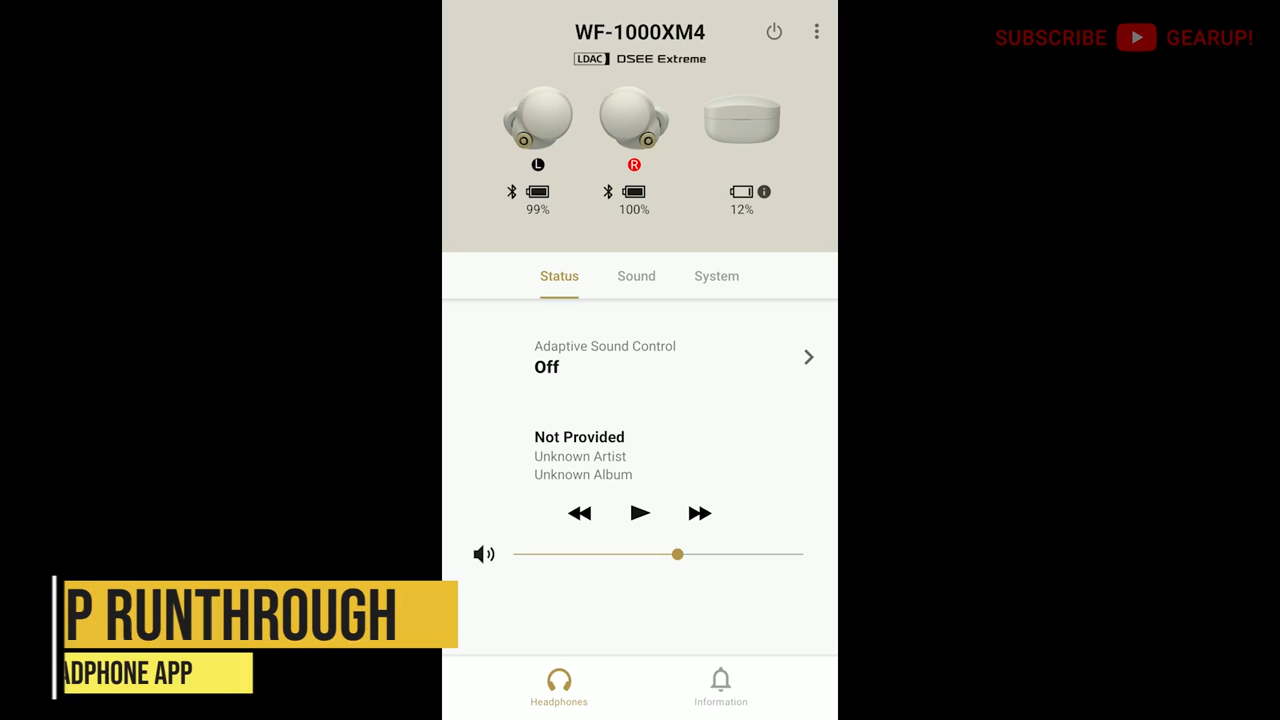 WF-1000XM4
LDAC DSEE Extreme
SUBSCRIBE GEARUP!
L
R
99%
100%
12%
Status
Sound
System
Adaptive Sound Control
Off
Not Provided
Unknown Artist
Unknown Album
P RUNTHROUGH
ADPHONE APP
Headphones
Information